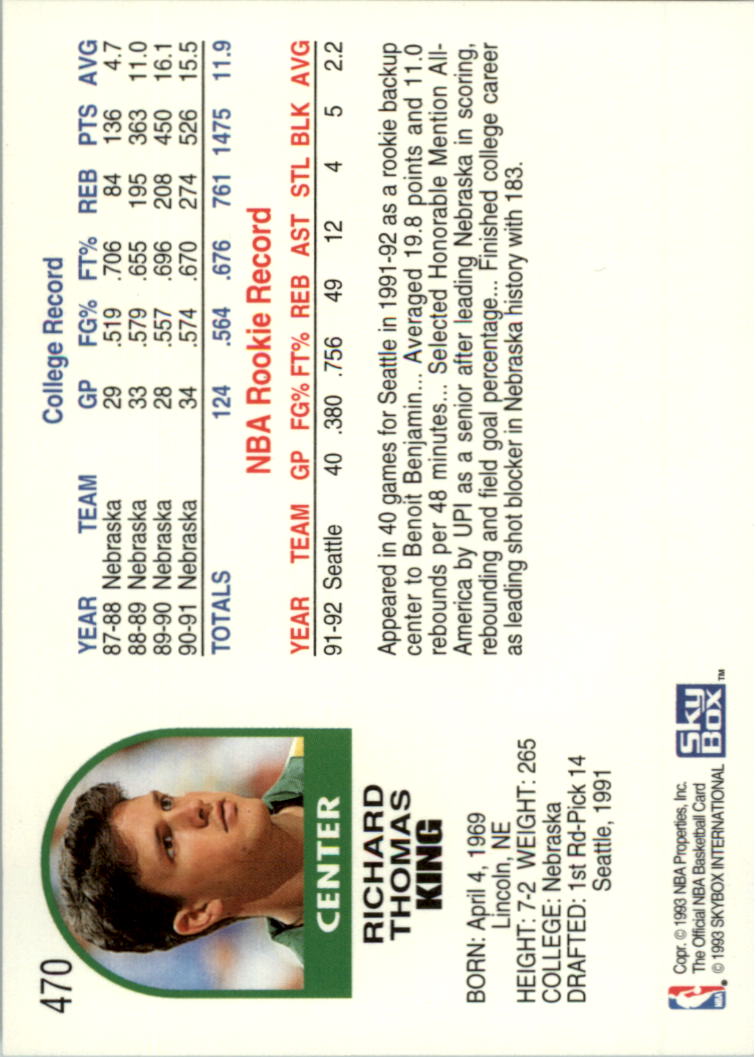 470
CENTER
RICHARD
THOMAS
KING
BORN: April 4, 1969
Lincoln, NE
HEIGHT: 7-2 WEIGHT: 265
COLLEGE: Nebraska
DRAFTED: 1st Rd-Pick 14
Seattle, 1991
College Record
YEAR TEAM GP FG% FT% REB PTS AVG
87-88 Nebraska 29 .519 .706 84 136 4.7
88-89 Nebraska 33 .579 .655 195 363 11.0
89-90 Nebraska 28 .557 .696 208 450 16.1
90-91 Nebraska 34 .574 .670 274 526 15.5
TOTALS 124 .564 .676 761 1475 11.9
NBA Rookie Record
YEAR TEAM GP FG% FT% REB AST STL BLK AVG
91-92 Seattle 40 .380 .756 49 12 4 5 2.2
Appeared in 40 games for Seattle in 1991-92 as a rookie backup
center to Benoit Benjamin... Averaged 19.8 points and 11.0
rebounds per 48 minutes... Selected Honorable Mention All-
America by UPI as a senior after leading Nebraska in scoring,
rebounding and field goal percentage... Finished college career
as leading shot blocker in Nebraska history with 183.
NBA
Copr. © 1993 NBA Properties, Inc.
The Official NBA Basketball Card
© 1993 SKYBOX INTERNATIONAL
SkyBox™